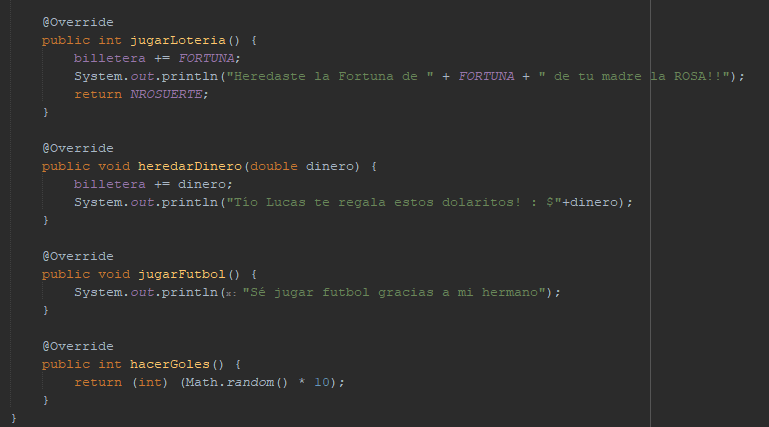 @Override
public int jugarLoteria() {
billetera += FORTUNA;
System.out.println("Heredaste la Fortuna de " + FORTUNA + " de tu madre la ROSA!!");
return NROSUERTE;
}
@Override
public void heredarDinero(double dinero) {
billetera += dinero;
System.out.println("Tio Lucas te regala estos dolaritos! : $"+dinero);
}
@Override
public void jugarFutbol() {
System.out.println(x: "Sé jugar futbol gracias a mi hermano");
}
@Override
public int hacerGoles() {
return (int) (Math.random() * 10);
}
}